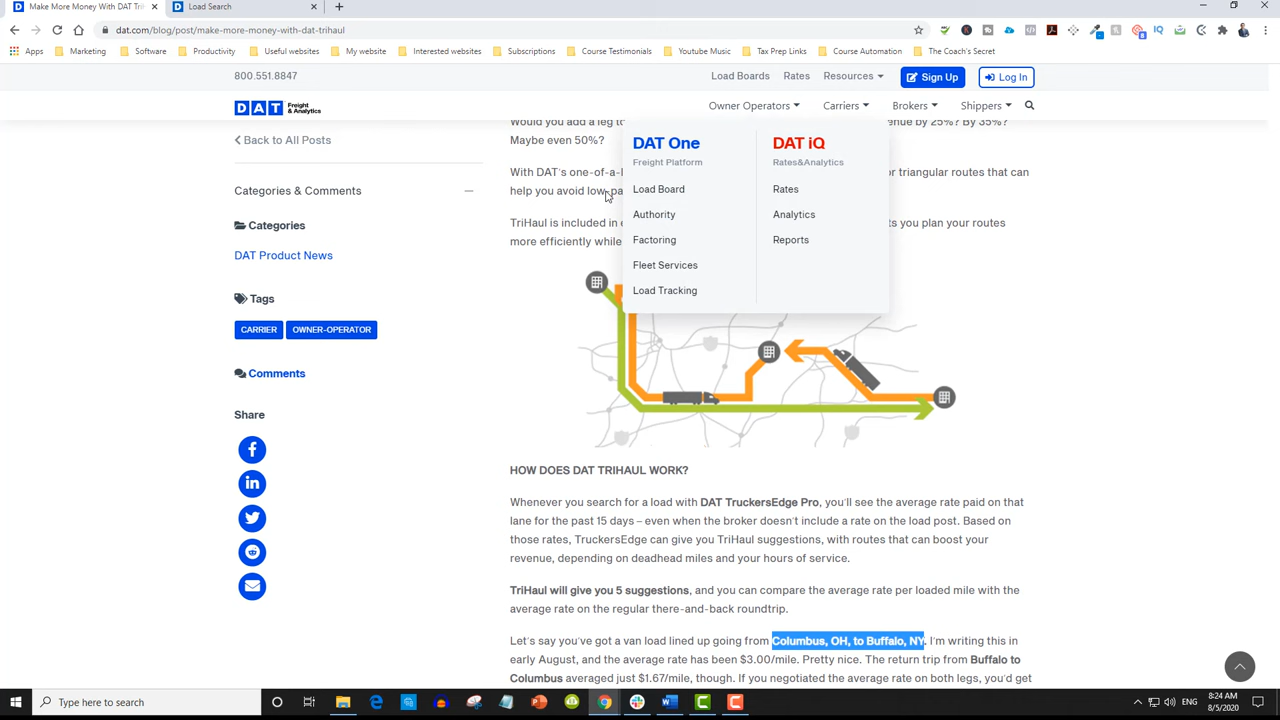 Make More Money With DAT Tri
Load Search
dat.com/blog/post/make-more-money-with-dat-trihaul
Apps
Marketing
Software
Productivity
Useful websites
My website
Interested websites
Subscriptions
Course Testimonials
Youtube Music
Tax Prep Links
Course Automation
The Coach's Secret
800.551.8847
Load Boards
Rates
Resources
Sign Up
Log In
DAT Freight & Analytics
Owner Operators
Carriers
Brokers
Shippers
Would you add a leg to
enue by 25%? By 35%?
Back to All Posts
Maybe even 50%?
DAT One
Freight Platform
Load Board
Authority
Factoring
Fleet Services
Load Tracking
DAT iQ
Rates&Analytics
Rates
Analytics
Reports
With DAT's one-of-a-
or triangular routes that can
help you avoid low-pa
TriHaul is included in e
ts you plan your routes
more efficiently while
Categories & Comments
Categories
DAT Product News
Tags
CARRIER
OWNER-OPERATOR
Comments
Share
HOW DOES DAT TRIHAUL WORK?
Whenever you search for a load with DAT TruckersEdge Pro, you'll see the average rate paid on that
lane for the past 15 days – even when the broker doesn't include a rate on the load post. Based on
those rates, TruckersEdge can give you TriHaul suggestions, with routes that can boost your
revenue, depending on deadhead miles and your hours of service.
TriHaul will give you 5 suggestions, and you can compare the average rate per loaded mile with the
average rate on the regular there-and-back roundtrip.
Let's say you've got a van load lined up going from Columbus, OH, to Buffalo, NY. I'm writing this in
early August, and the average rate has been $3.00/mile. Pretty nice. The return trip from Buffalo to
Columbus averaged just $1.67/mile, though. If you negotiated the average rate on both legs, you'd get
Type here to search
ENG
8:24 AM
8/5/2020